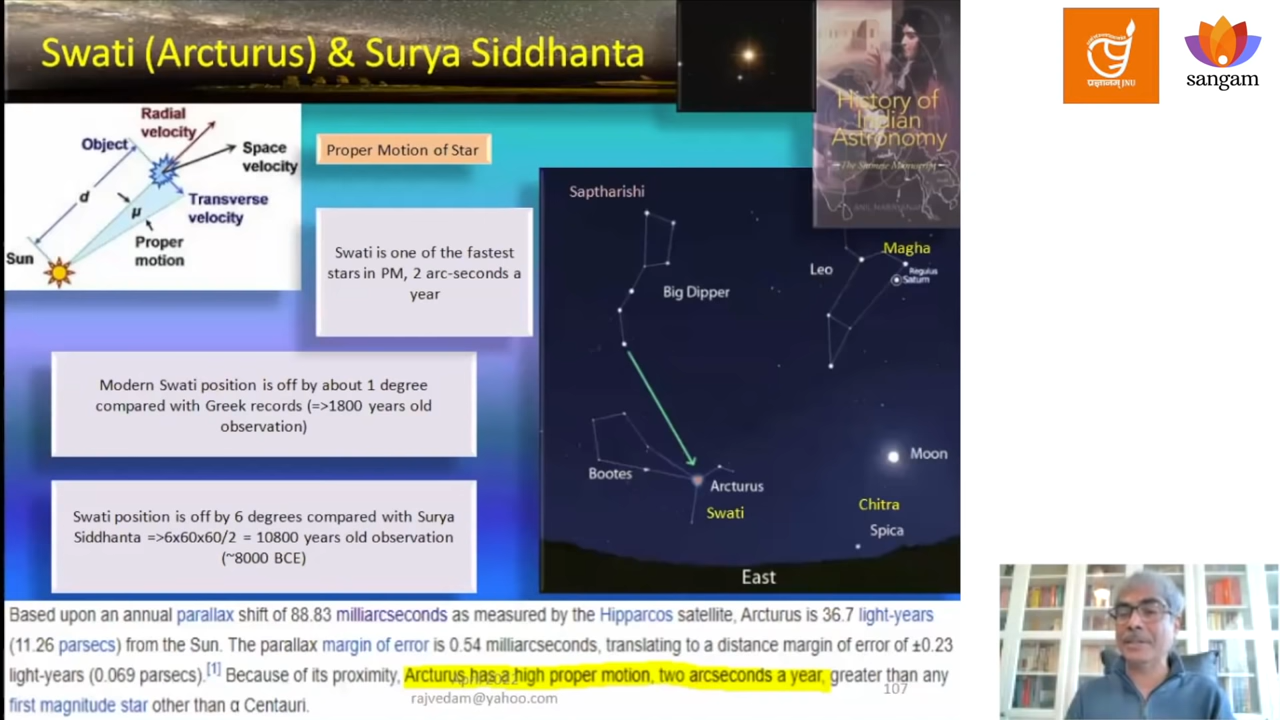 Swati (Arcturus) & Surya Siddhanta
sangam
History of
Indian
Astronomy
Radial
velocity
Object
Space
velocity
d
μ
Transverse
velocity
Proper
motion
Sun
Proper Motion of Star
Swati is one of the fastest
stars in PM, 2 arc-seconds a
year
Saptharishi
Big Dipper
Leo
Magha
Regulus
Saturn
Modern Swati position is off by about 1 degree
compared with Greek records (=>1800 years old
observation)
Bootes
Arcturus
Swati
Moon
Chitra
Spica
East
Swati position is off by 6 degrees compared with Surya
Siddhanta =>6x60x60/2 = 10800 years old observation
(~8000 BCE)
Based upon an annual parallax shift of 88.83 milliarcseconds as measured by the Hipparcos satellite, Arcturus is 36.7 light-years
(11.26 parsecs) from the Sun. The parallax margin of error is 0.54 milliarcseconds, translating to a distance margin of error of ±0.23
light-years (0.069 parsecs).[1] Because of its proximity, Arcturus has a high proper motion, two arcseconds a year, greater than any
first magnitude star other than α Centauri.
rajvedam@yahoo.com
107